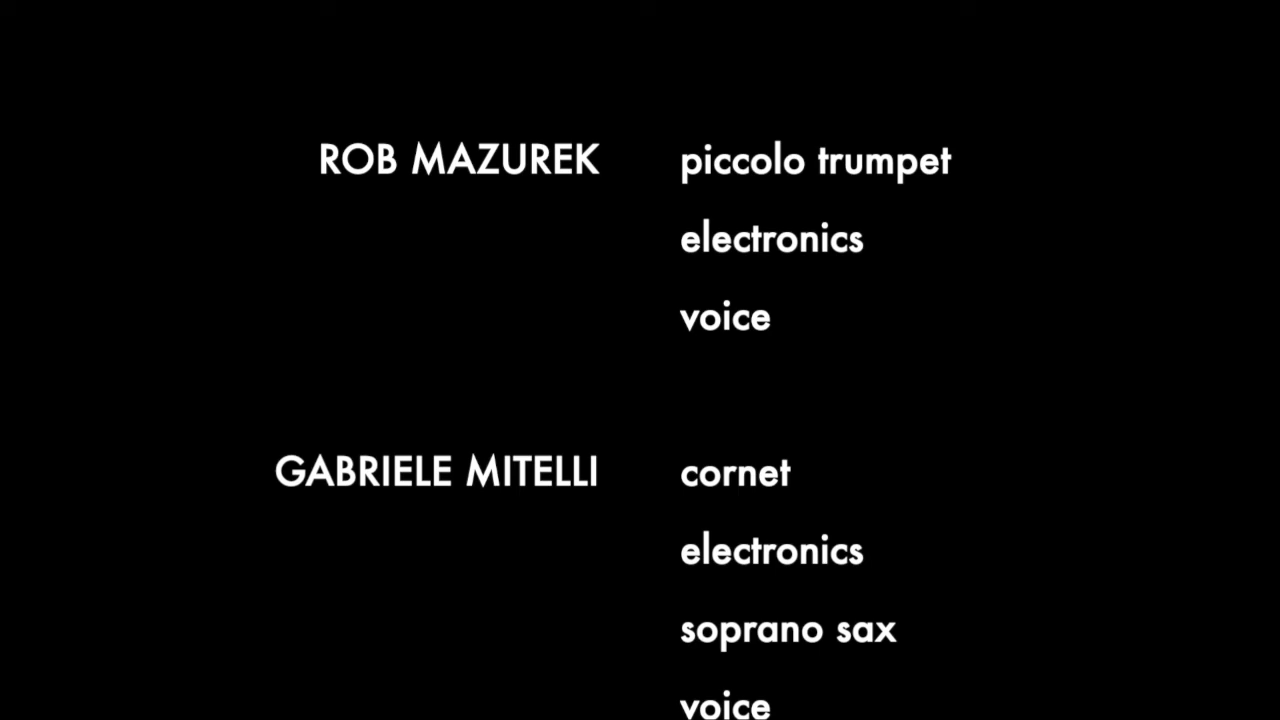 ROB MAZUREK piccolo trumpet
electronics
voice
GABRIELE MITELLI cornet
electronics
soprano sax
voice